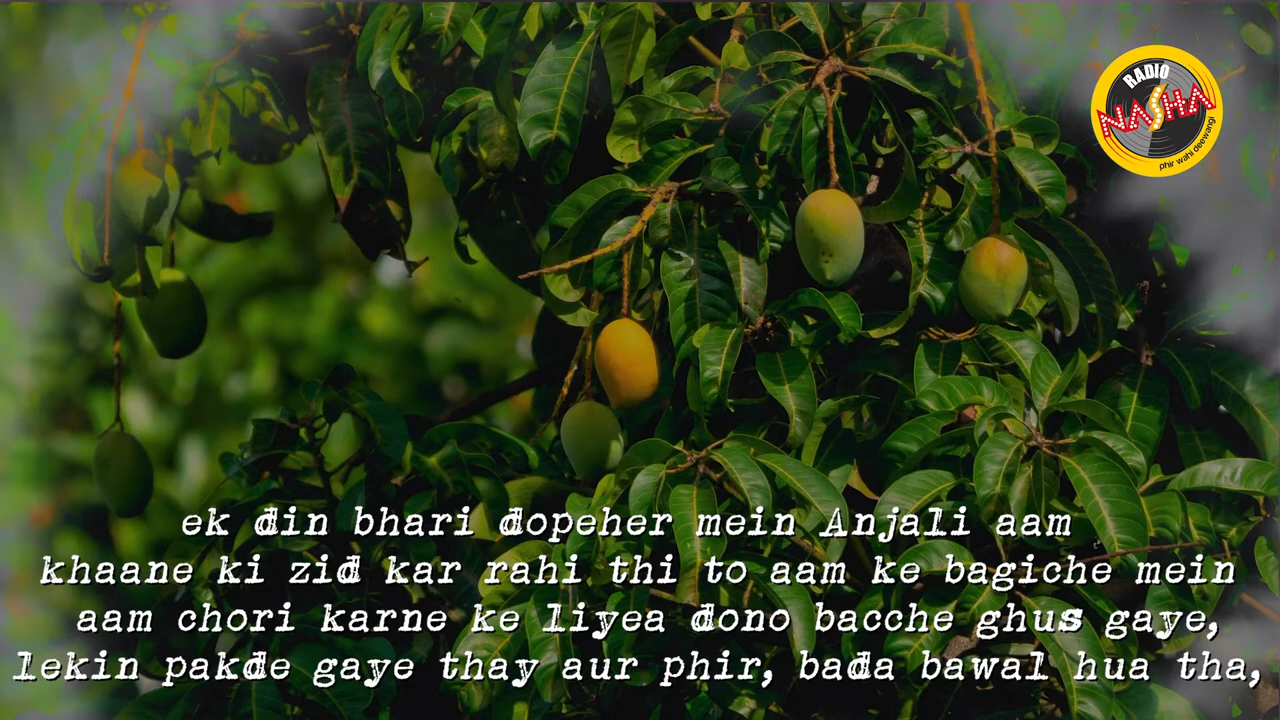 RADIO
NASHA
phir wahi deewangi
ek din bhari dopeher mein Anjali aam
khaane ki zid kar rahi thi to aam ke bagiche mein
aam chori karne ke liyea dono bacche ghus gaye,
lekin pakde gaye thay aur phir, bada bawal hua tha,